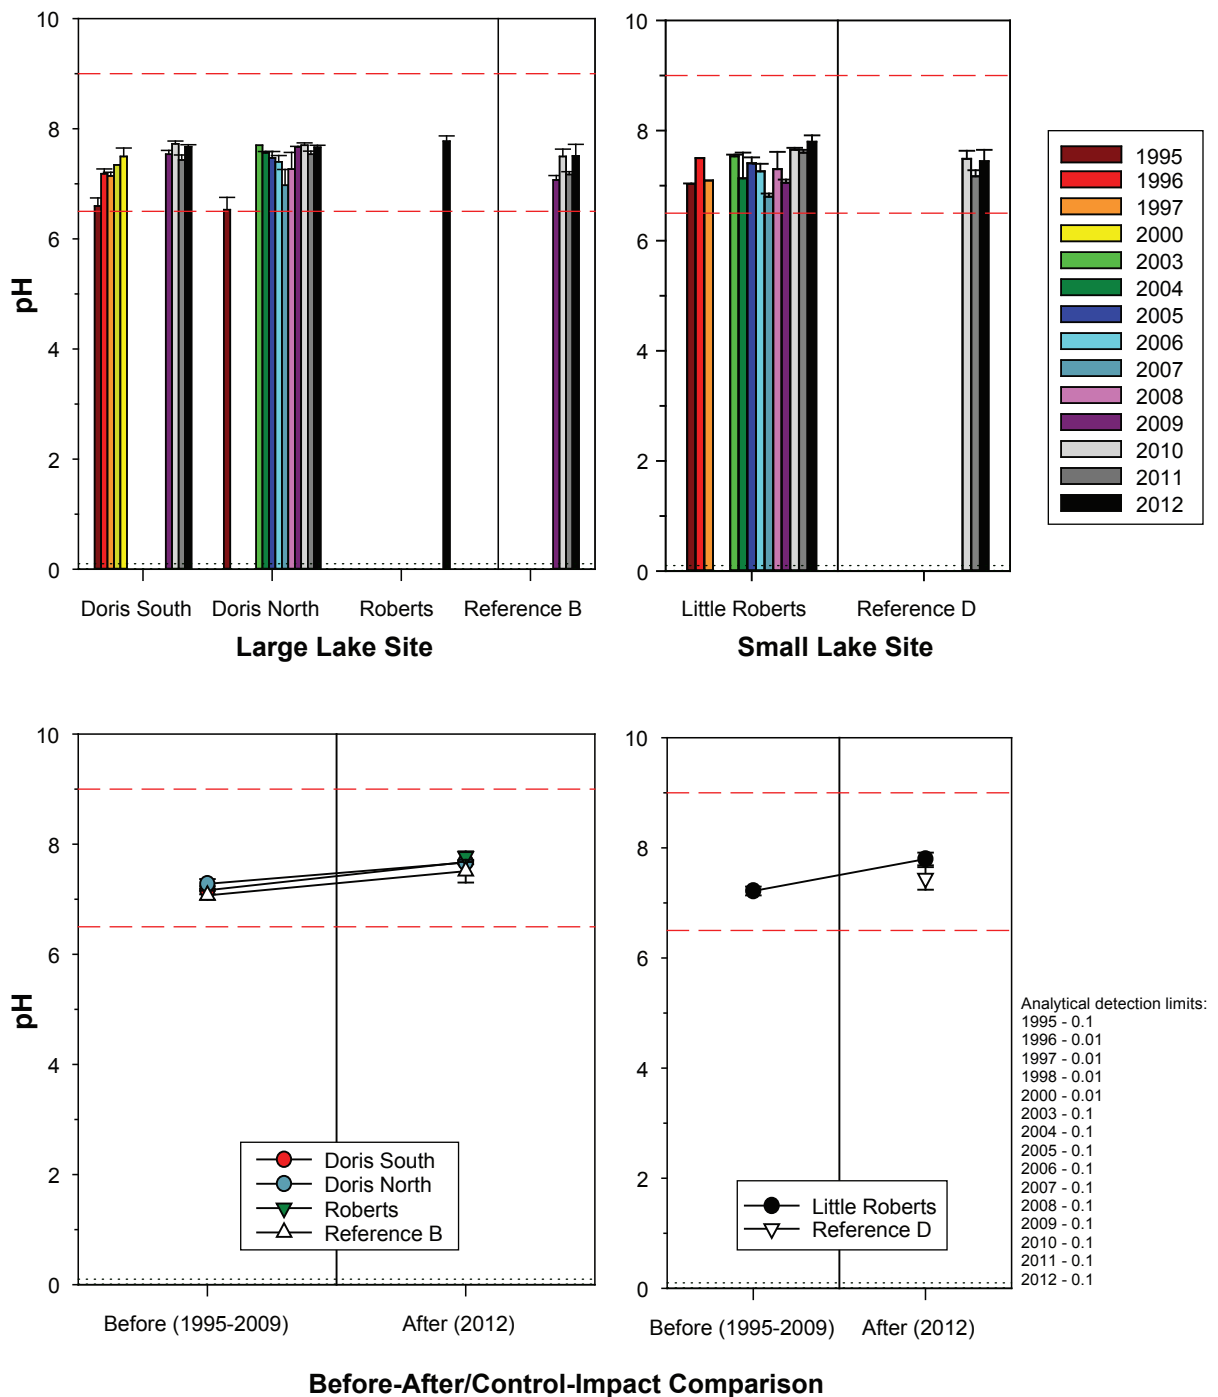 10
8
6
4
2
0
pH
Doris South
Doris North
Roberts
Reference B
Large Lake Site
10
8
6
4
2
0
Little Roberts
Reference D
Small Lake Site
1995
1996
1997
2000
2003
2004
2005
2006
2007
2008
2009
2010
2011
2012
10
8
6
4
2
0
pH
Doris South
Doris North
Roberts
Reference B
Before (1995-2009)
After (2012)
10
8
6
4
2
0
Little Roberts
Reference D
Before (1995-2009)
After (2012)
Analytical detection limits:
1995 - 0.1
1996 - 0.01
1997 - 0.01
1998 - 0.01
2000 - 0.01
2003 - 0.1
2004 - 0.1
2005 - 0.1
2006 - 0.1
2007 - 0.1
2008 - 0.1
2009 - 0.1
2010 - 0.1
2011 - 0.1
2012 - 0.1
Before-After/Control-Impact Comparison